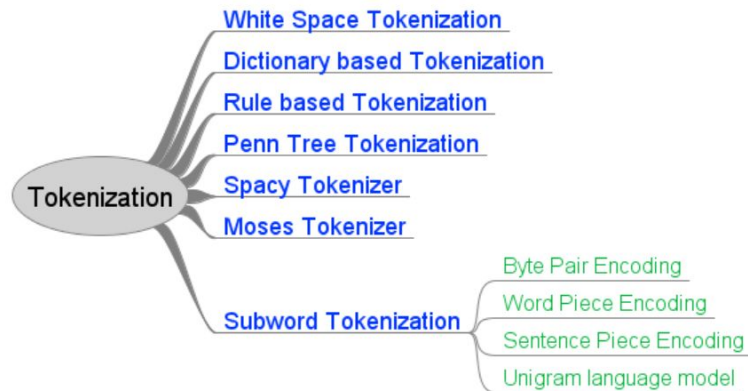 White Space Tokenization
Dictionary based Tokenization
Rule based Tokenization
Penn Tree Tokenization
Tokenization
Spacy Tokenizer
Moses Tokenizer
Subword Tokenization
Byte Pair Encoding
Word Piece Encoding
Sentence Piece Encoding
Unigram language model